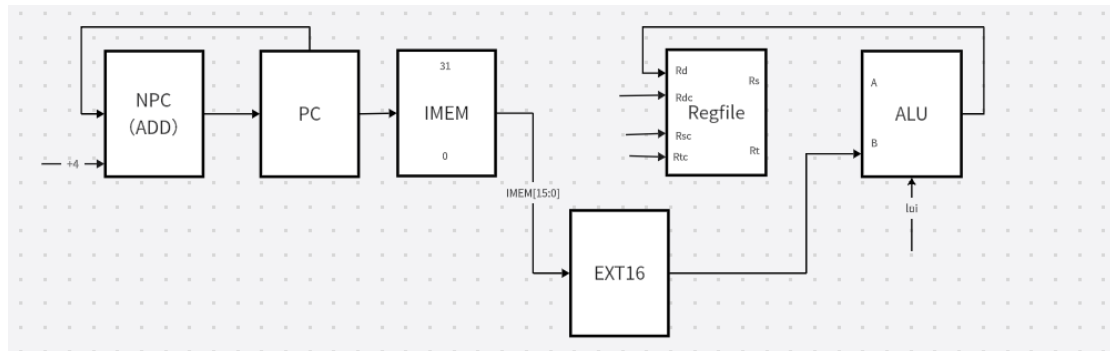 NPC
（ADD）
+4
PC
31
IMEM
0
IMEM[15:0]
EXT16
Rd
Rdc
Rsc
Rtc
Regfile
Rs
Rt
A
B
ALU
lui